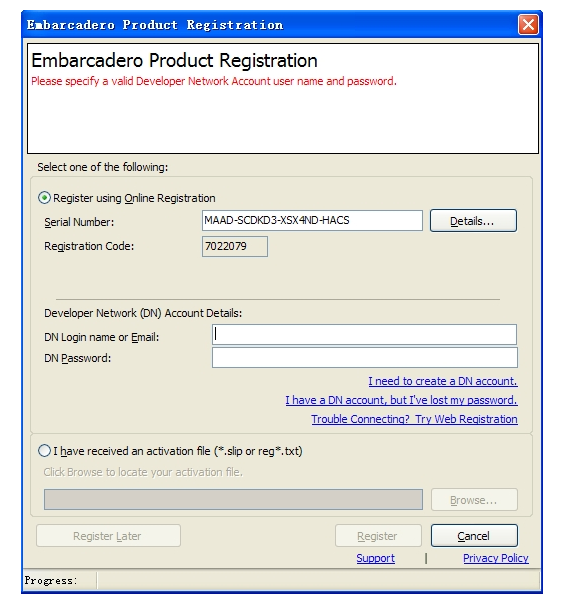 Embarcadero Product Registration
Embarcadero Product Registration
Please specify a valid Developer Network Account user name and password.
Select one of the following:
Register using Online Registration
Serial Number: MAAD-SCDKD3-XSX4ND-HACS Details...
Registration Code: 7022079
Developer Network (DN) Account Details:
DN Login name or Email:
DN Password:
I need to create a DN account.
I have a DN account, but I've lost my password.
Trouble Connecting? Try Web Registration
I have received an activation file (*.slip or reg*.txt)
Click Browse to locate your activation file.
Browse...
Register Later Register Cancel
Support | Privacy Policy
Progress: